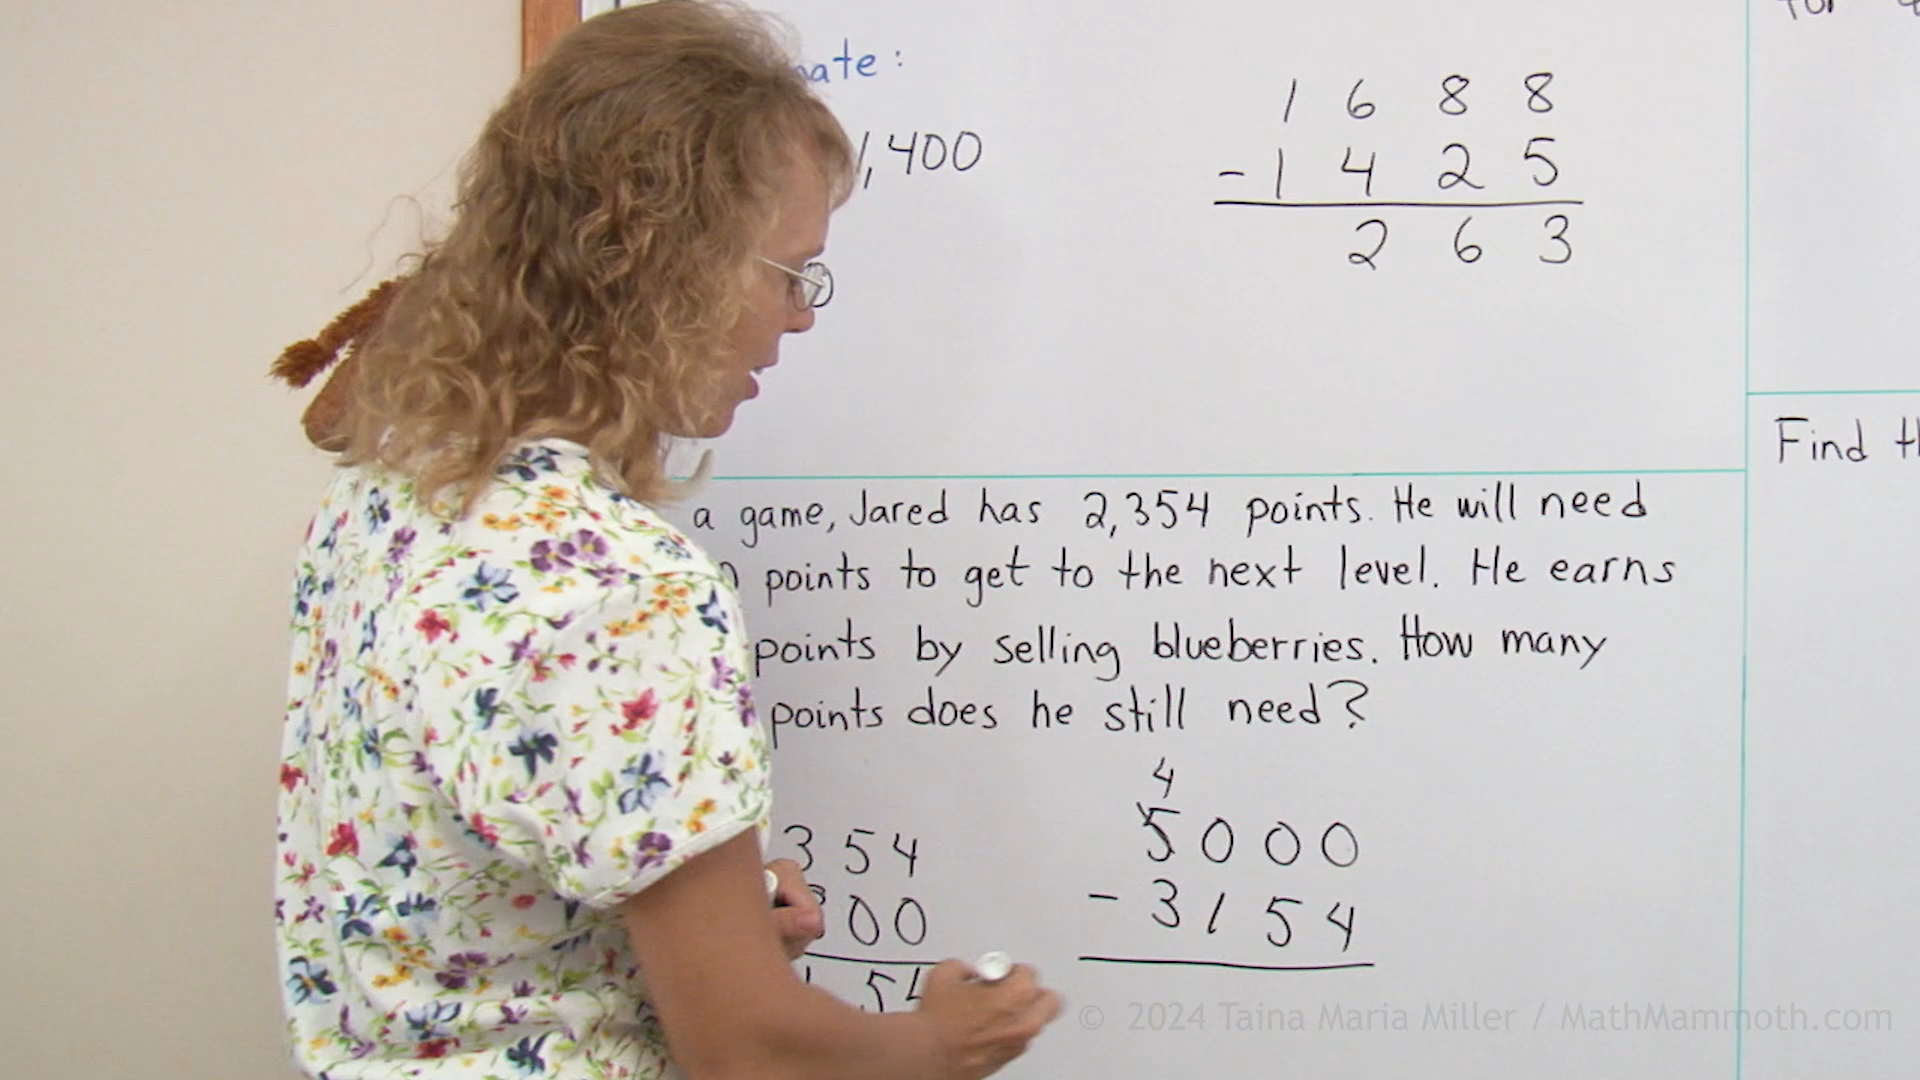 1,400
1 6 8 8
- 1 4 2 5
2 6 3
Find
a game, Jared has 2,354 points. He will need
points to get to the next level. He earns
points by selling blueberries. How many
points does he still need?
3 5 4
0 0
5 4
4
5 0 0 0
- 3 1 5 4
© 2024 Taina Maria Miller / MathMammoth.com